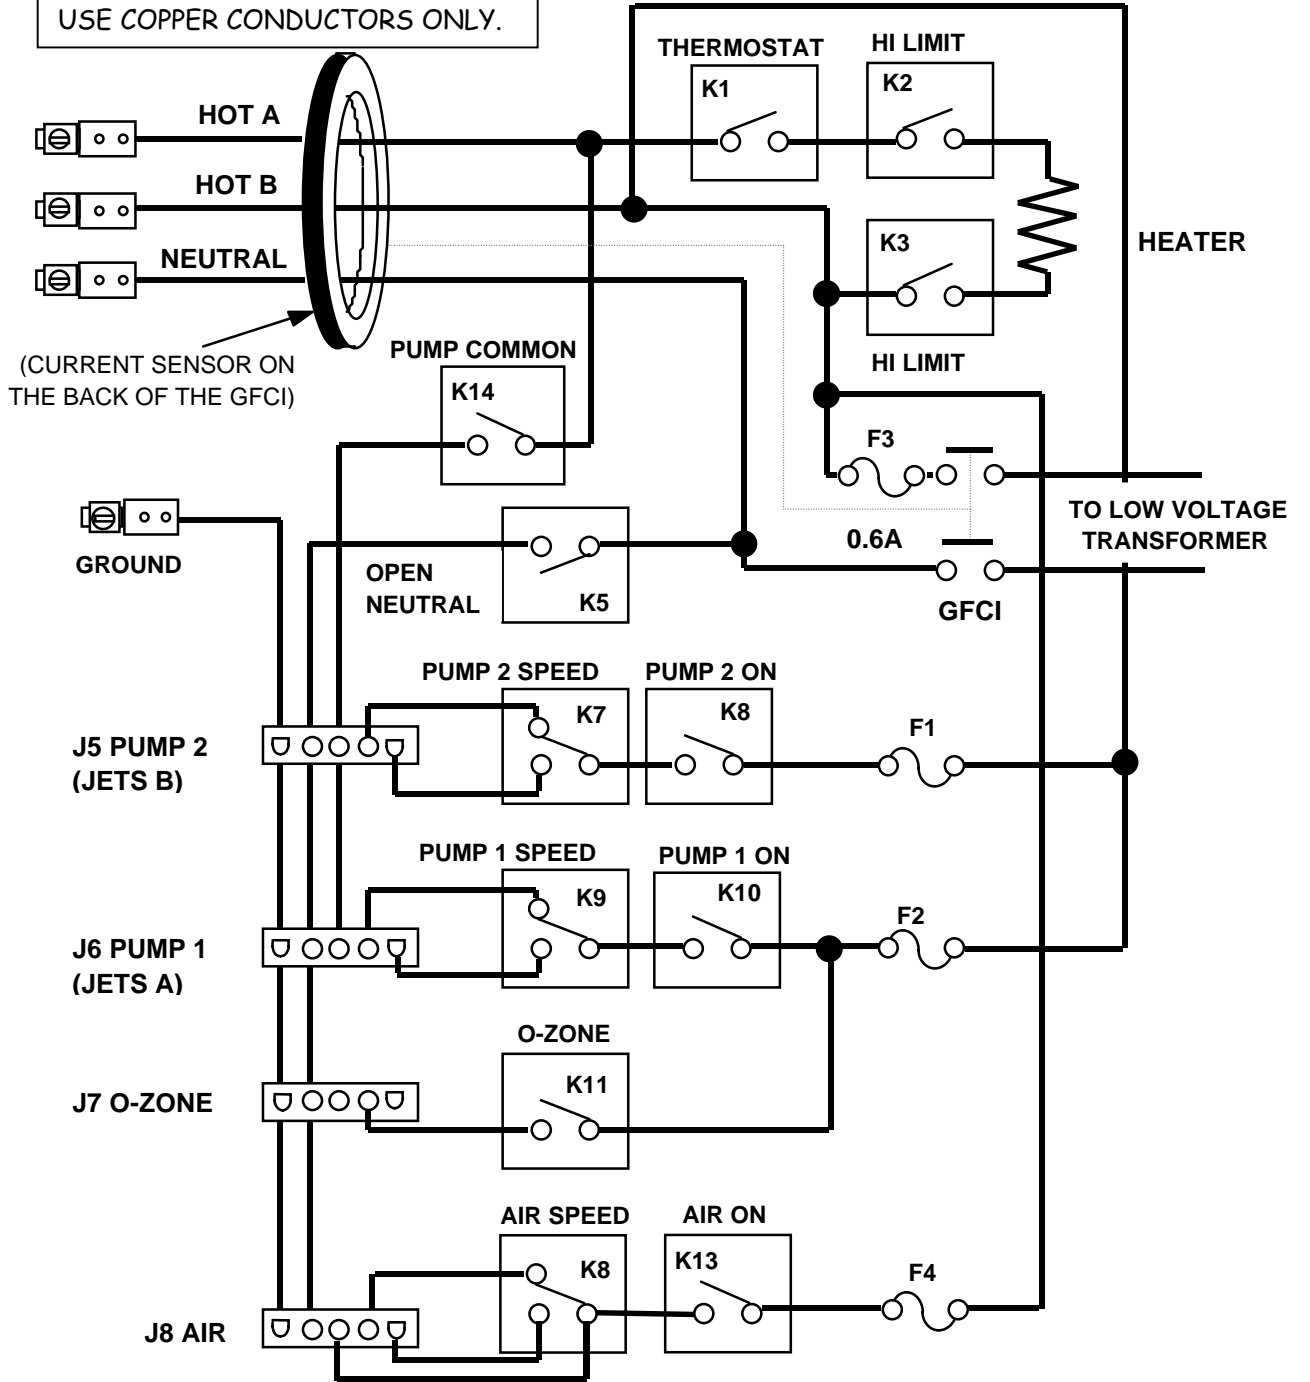 USE COPPER CONDUCTORS ONLY.
THERMOSTAT
HI LIMIT
K1
K2
HOT A
HOT B
NEUTRAL
K3
HEATER
HI LIMIT
(CURRENT SENSOR ON
THE BACK OF THE GFCI)
PUMP COMMON
K14
F3
TO LOW VOLTAGE
TRANSFORMER
0.6A
GROUND
OPEN
NEUTRAL
K5
GFCI
PUMP 2 SPEED
PUMP 2 ON
K7
K8
F1
J5 PUMP 2
(JETS B)
PUMP 1 SPEED
PUMP 1 ON
K9
K10
F2
J6 PUMP 1
(JETS A)
O-ZONE
K11
J7 O-ZONE
AIR SPEED
AIR ON
K8
K13
F4
J8 AIR